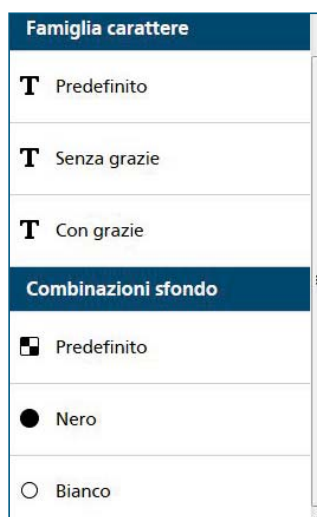 Famiglia carattere
Predefinito
Senza grazie
Con grazie
Combinazioni sfondo
Predefinito
Nero
Bianco